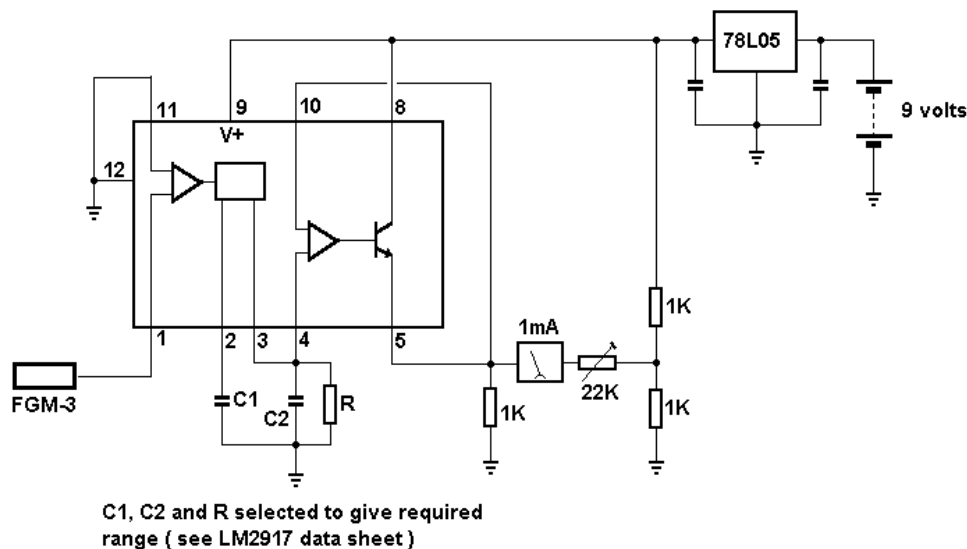 78L05
9 volts
11
9
10
8
V+
12
1
2
3
4
5
FGM-3
C1
C2
R
1K
1mA
22K
1K
1K
C1, C2 and R selected to give required
range ( see LM2917 data sheet )